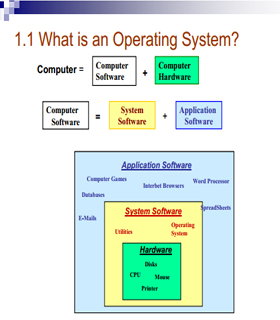 1.1 What is an Operating System?
Computer = Computer Software + Computer Hardware
Computer Software = System Software + Application Software
Application Software
Computer Games
Internet Browsers
Word Processor
Databases
SpreadSheets
E-Mails
System Software
Utilities
Operating System
Hardware
Disks
CPU
Mouse
Printer